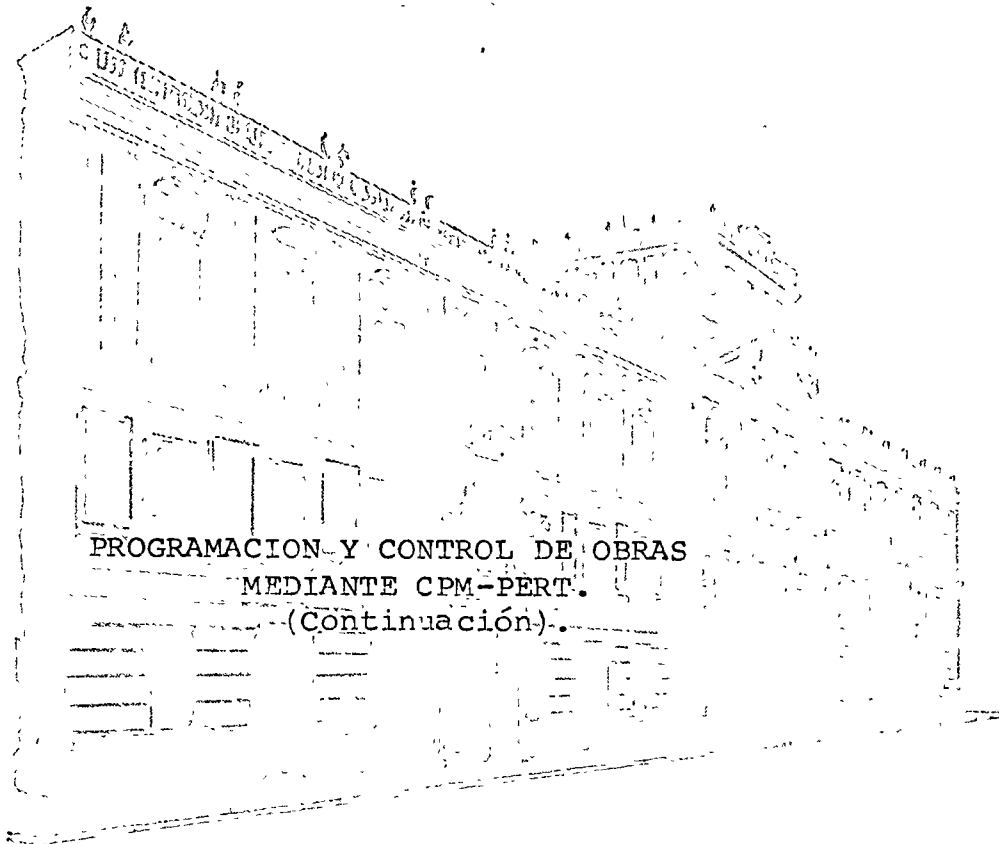 PROGRAMACION Y CONTROL DE OBRAS
MEDIANTE CPM-PERT.
(Continuación).